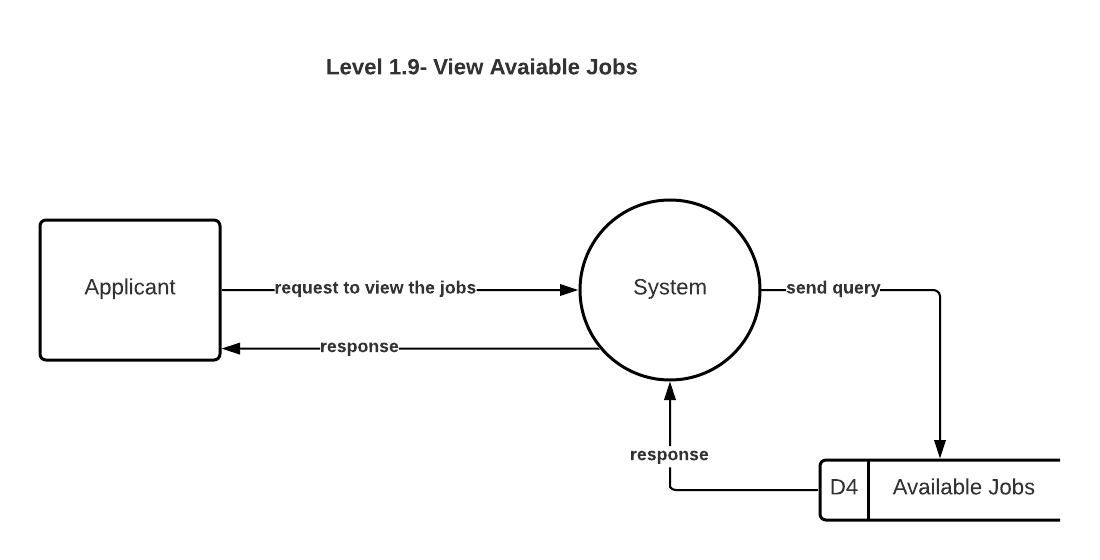 Level 1.9- View Avaiable Jobs
Applicant
request to view the jobs
System
send query
response
response
D4
Available Jobs